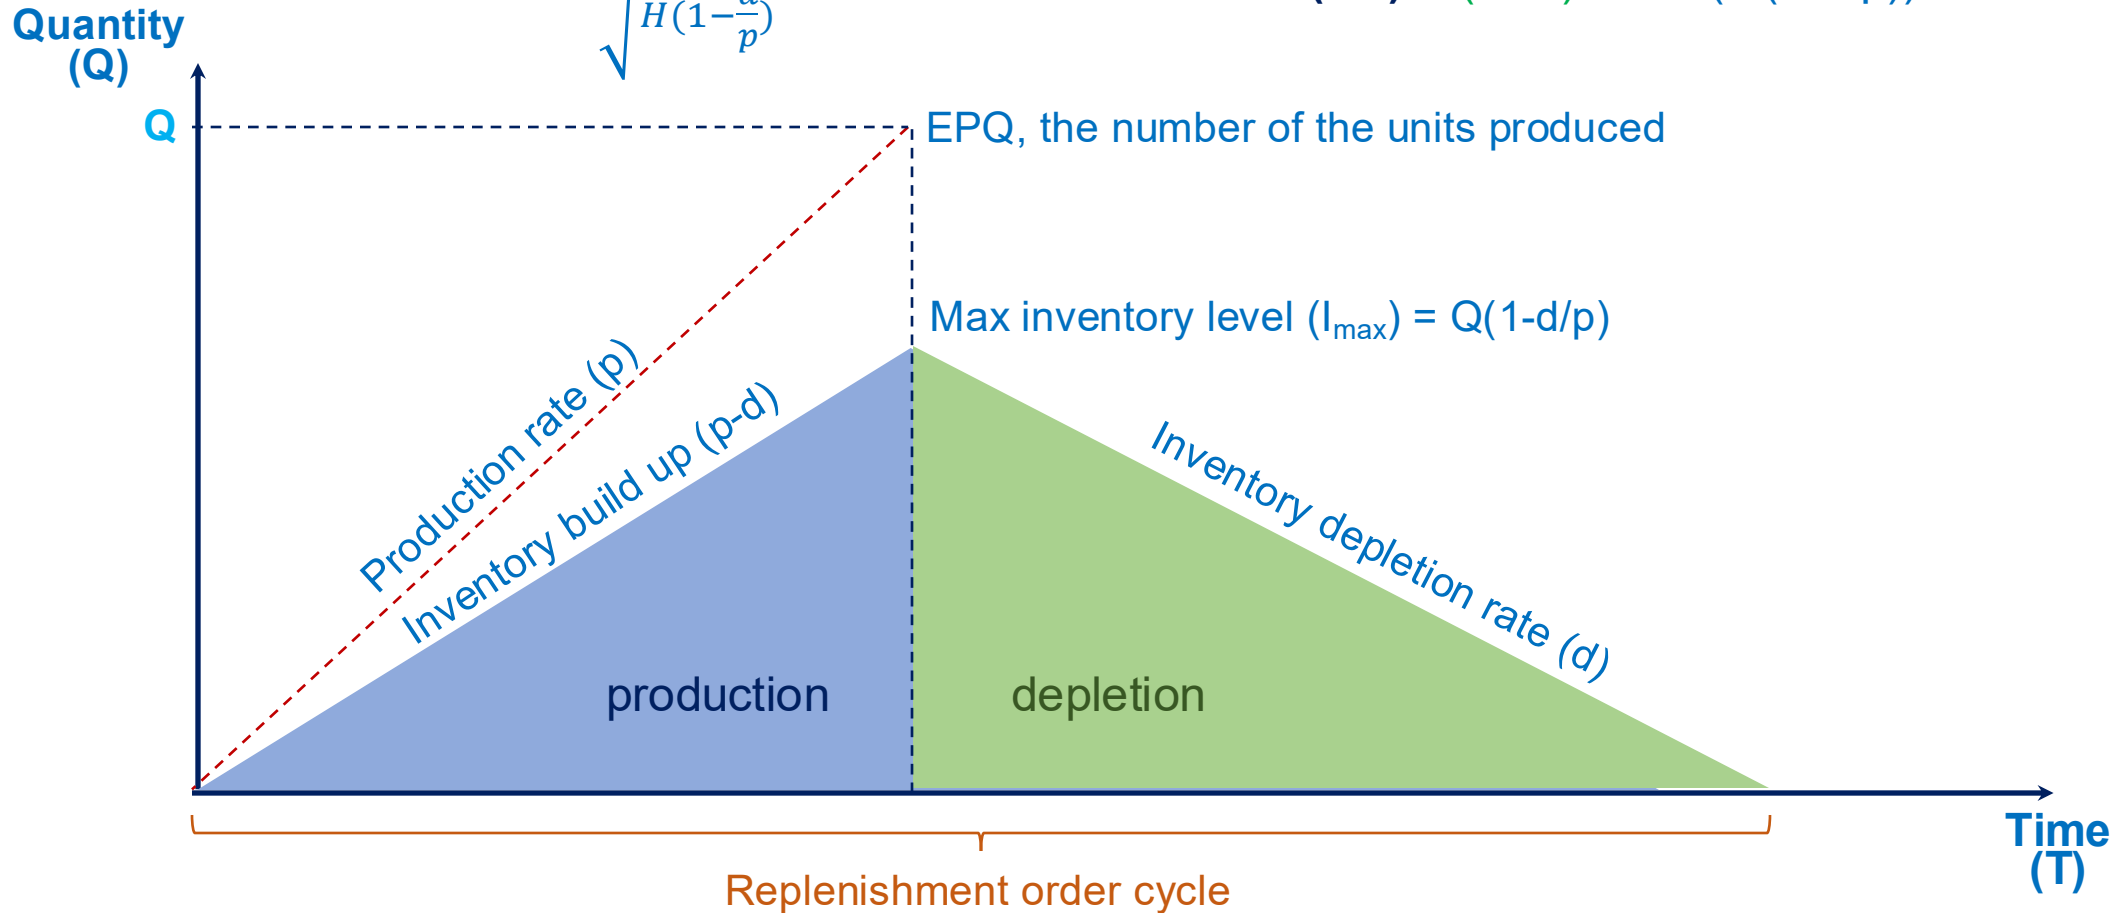 Quantity
(Q)
H(1−d/p)
Q
EPQ, the number of the units produced
Max inventory level (Imax) = Q(1-d/p)
Production rate (p)
Inventory build up (p-d)
Inventory depletion rate (d)
production
depletion
Time
(T)
Replenishment order cycle